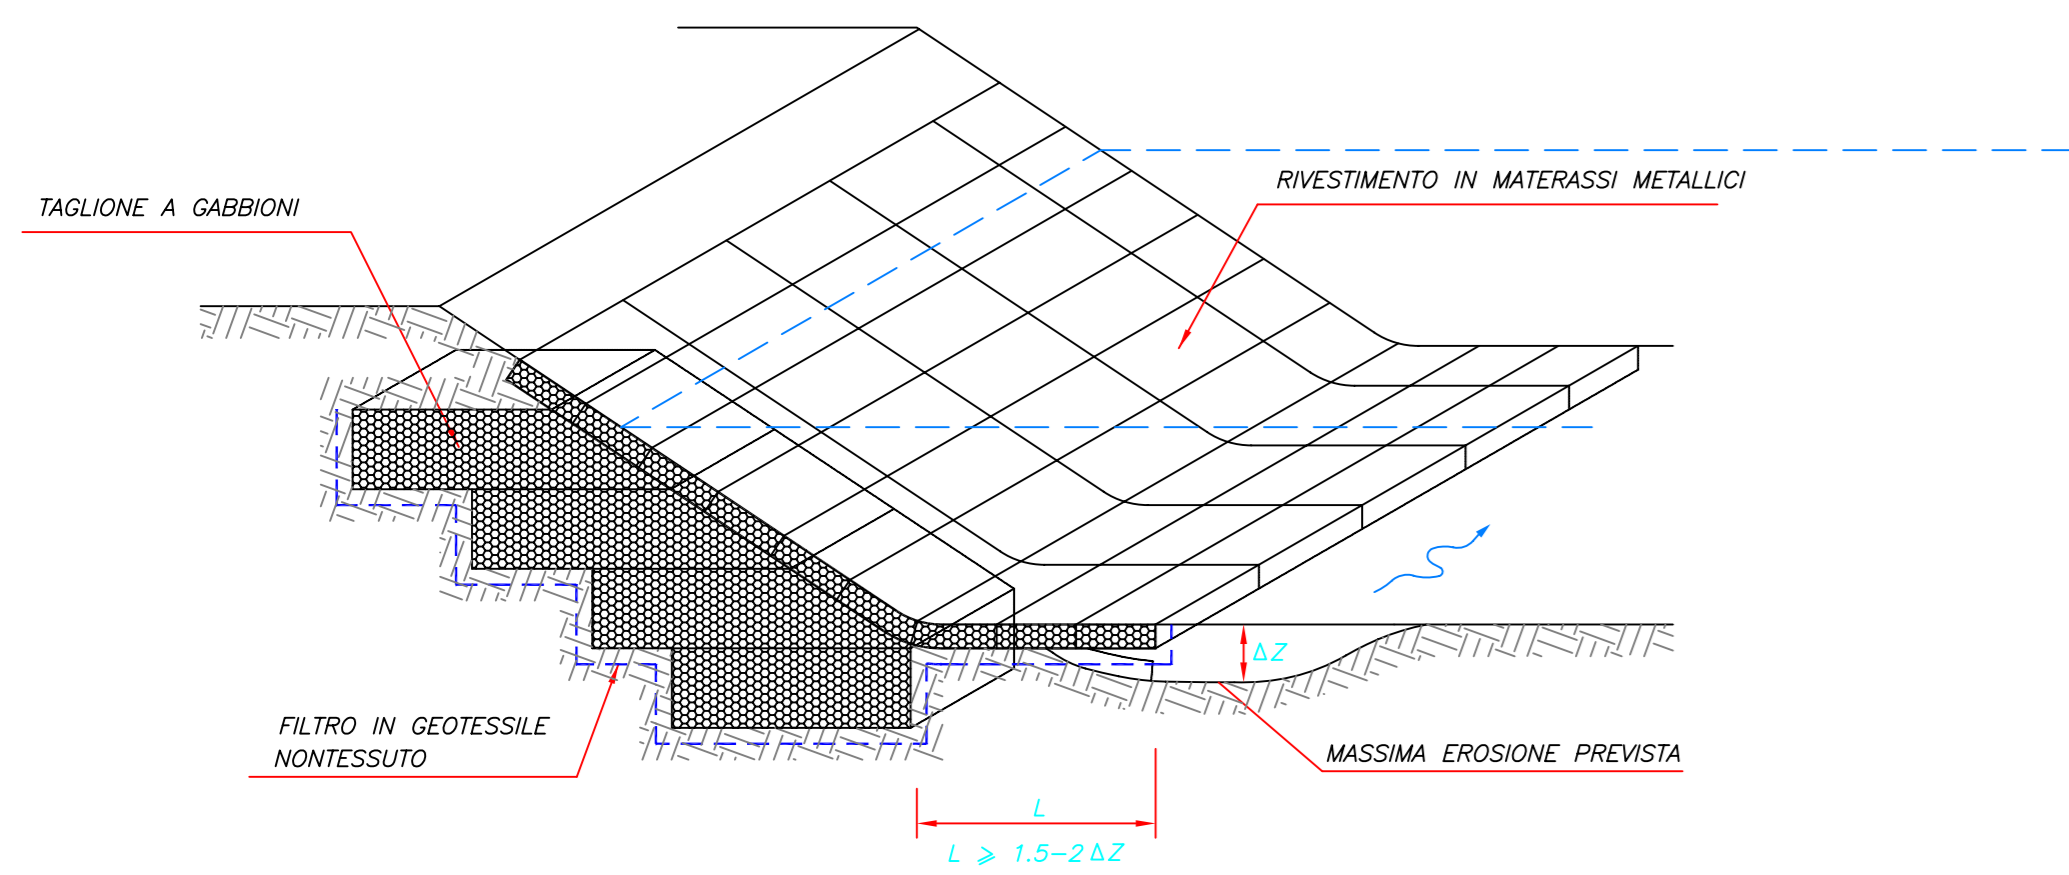 RIVESTIMENTO IN MATERASSI METALLICI
TAGLIONE A GABBIONI
ΔZ
FILTRO IN GEOTESSILE
NONTESSUTO
MASSIMA EROSIONE PREVISTA
L
L ⩾ 1.5-2 ΔZ